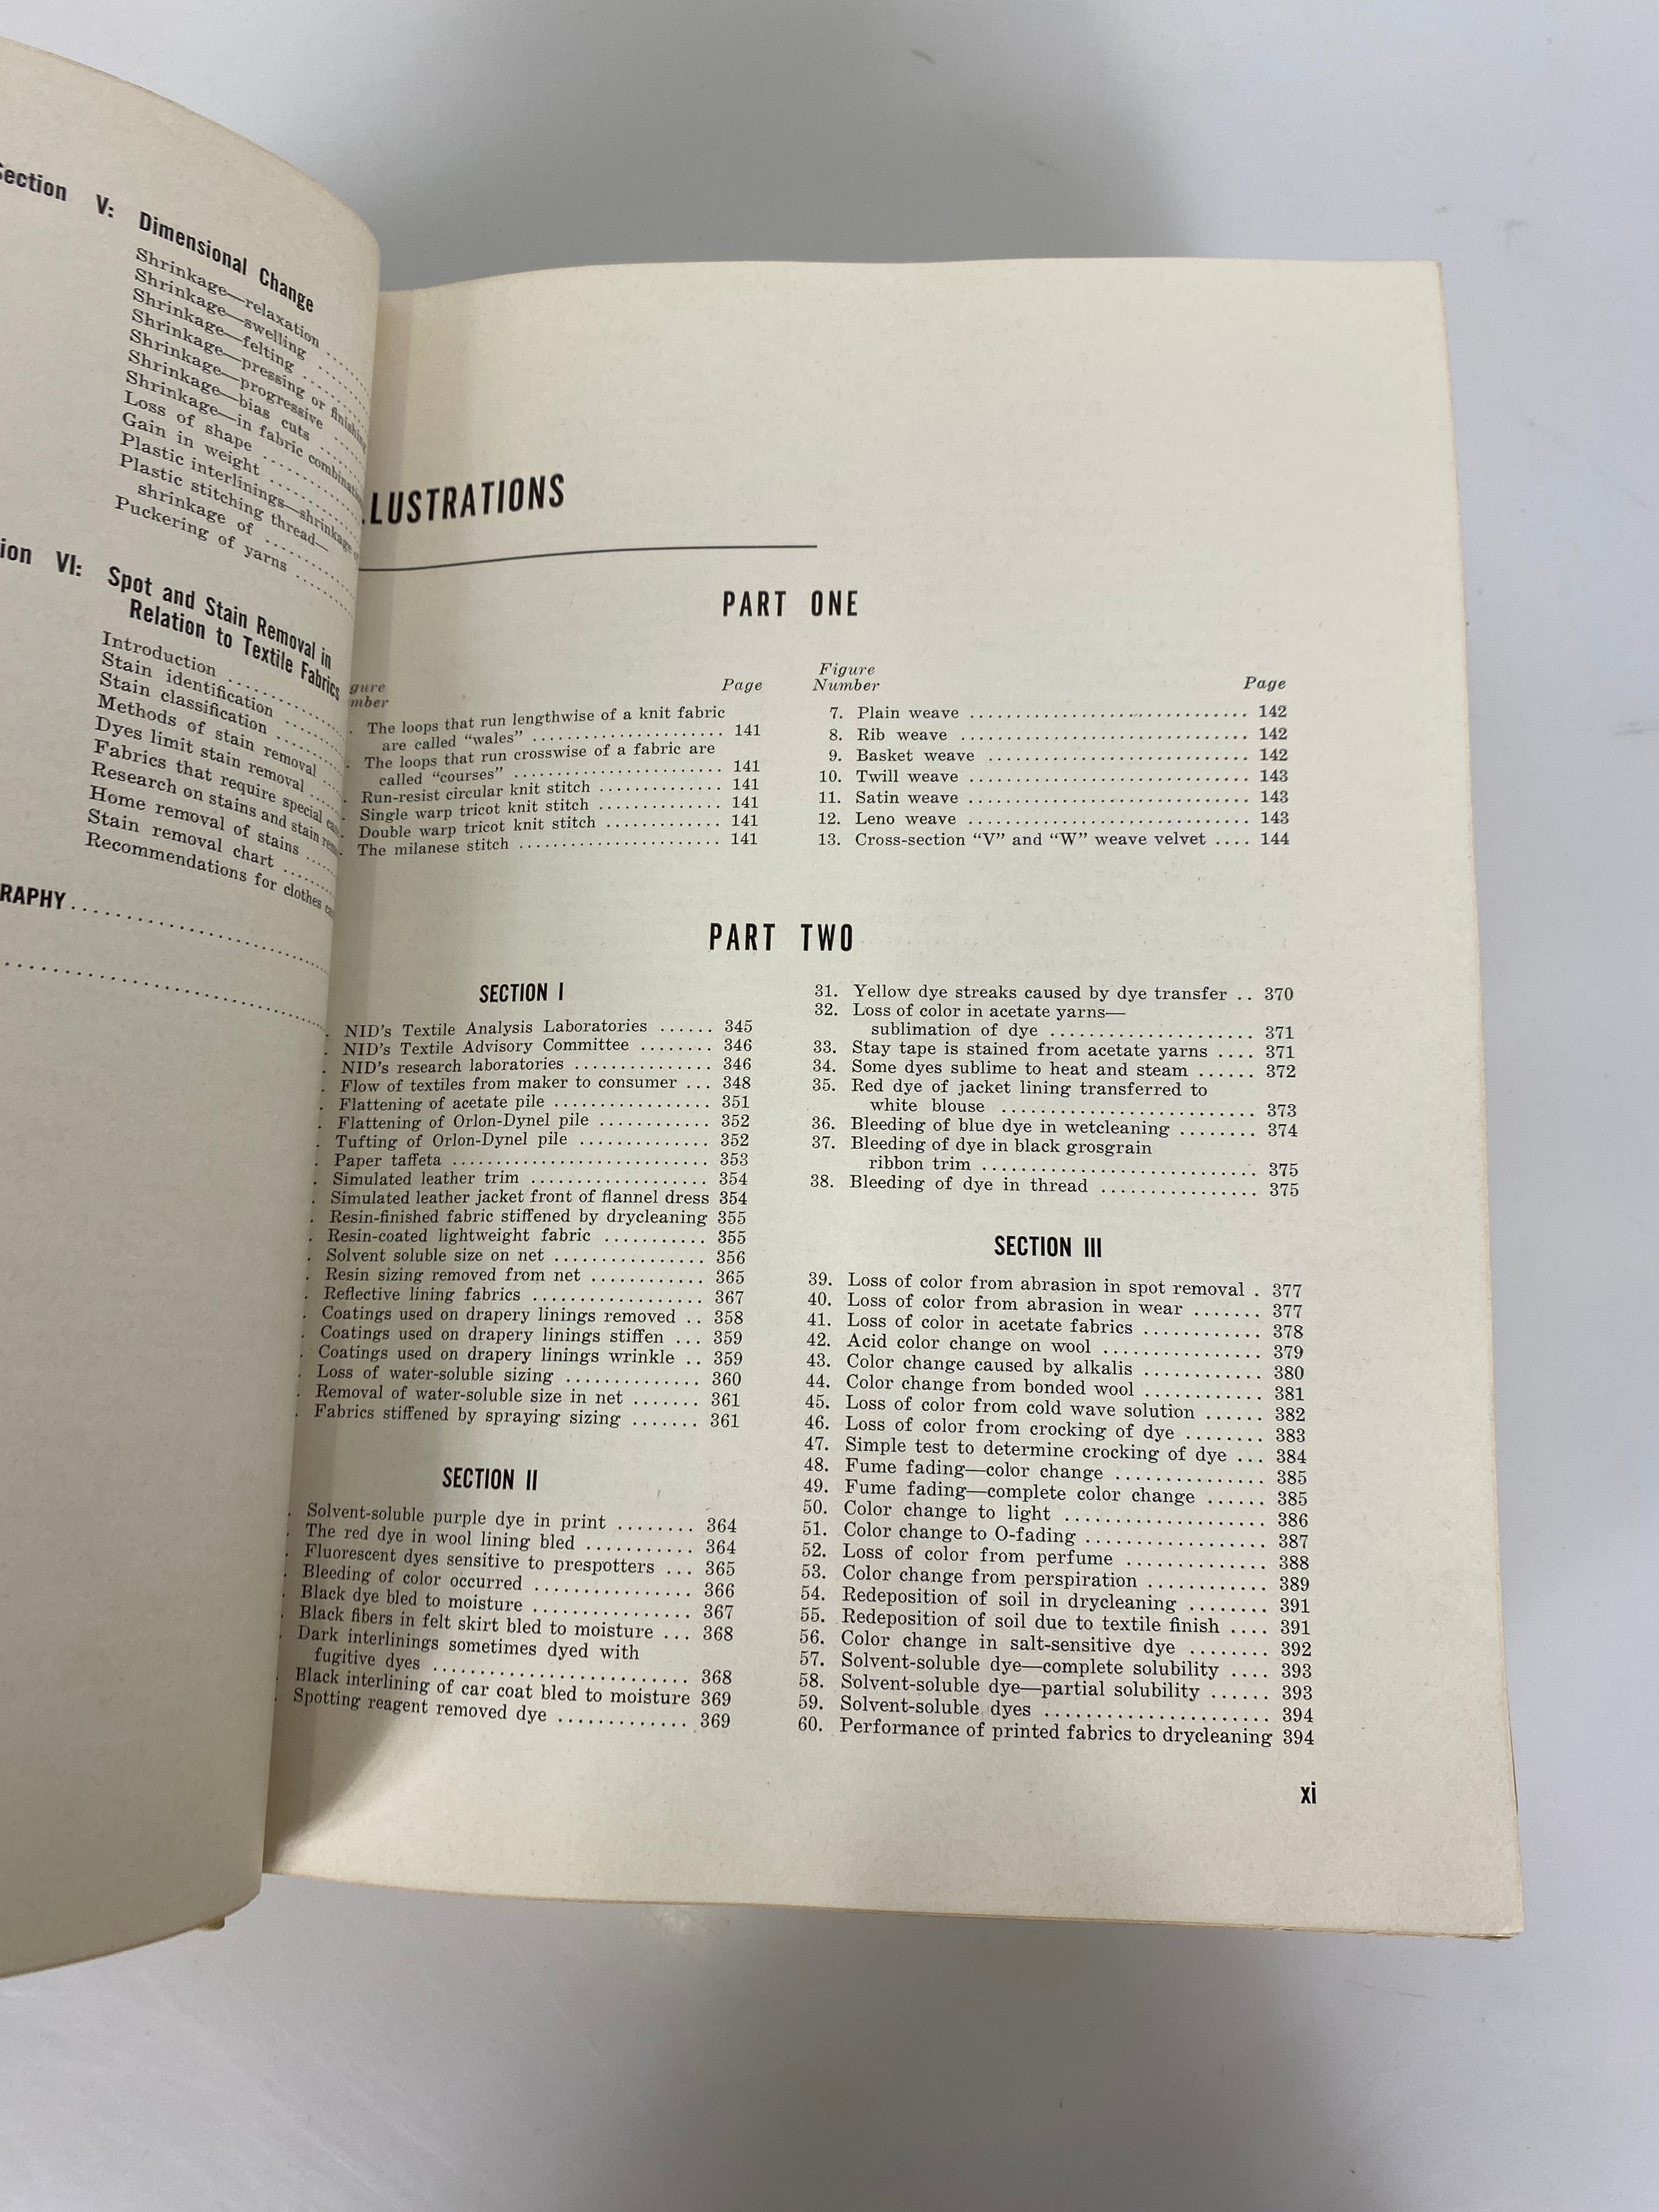 Section V: Dimensional Change
Shrinkage—relaxation ......
Shrinkage—swelling ......
Shrinkage—felting ......
Shrinkage—pressing or finishing
Shrinkage—progressive ....
Shrinkage—bias cuts ......
Shrinkage—in fabric
Loss of shape ..........
Gain in weight ..........
Plastic interlinings—shrinkage
Plastic stitching thread—
shrinkage of ..........
Puckering of yarns ......
VI: Spot and Stain Removal in
Relation to Textile Fabrics
Introduction ..........
Stain identification ......
Stain classification ......
Methods of stain removal ....
Dyes limit stain removal ....
Fabrics that require special
Research on stains and stain
Home removal of stains ....
Stain removal chart ......
Recommendations for clothes
..........
PART ONE
Page
The loops that run lengthwise of a knit fabric
are called “wales” ...................... 141
The loops that run crosswise of a fabric are
called “courses” ........................ 141
Run-resist circular knit stitch ............. 141
Single warp tricot knit stitch ............. 141
Double warp tricot knit stitch ............ 141
The milanese stitch ...................... 141
Figure
Number Page
7. Plain weave .............................. 142
8. Rib weave ............................... 142
9. Basket weave ............................ 142
10. Twill weave .............................. 143
11. Satin weave .............................. 143
12. Leno weave .............................. 143
13. Cross-section “V” and “W” weave velvet .... 144
PART TWO
SECTION I
NID’s Textile Analysis Laboratories ...... 345
NID’s Textile Advisory Committee ........ 346
NID’s research laboratories ............... 346
Flow of textiles from maker to consumer ... 348
Flattening of acetate pile ................. 351
Flattening of Orlon-Dynel pile ............ 352
Tufting of Orlon-Dynel pile .............. 352
Paper taffeta ............................ 353
Simulated leather trim ................... 354
Simulated leather jacket front of flannel dress 354
Resin-finished fabric stiffened by drycleaning 355
Resin-coated lightweight fabric ........... 355
Solvent soluble size on net ................ 356
Resin sizing removed from net ............ 365
Reflective lining fabrics .................. 367
Coatings used on drapery linings removed .. 358
Coatings used on drapery linings stiffen ... 359
Coatings used on drapery linings wrinkle .. 359
Loss of water-soluble sizing .............. 360
Removal of water-soluble size in net ....... 361
Fabrics stiffened by spraying sizing ....... 361
SECTION II
Solvent-soluble purple dye in print ........ 364
The red dye in wool lining bled ........... 364
Fluorescent dyes sensitive to prespotters ... 365
Bleeding of color occurred ................ 366
Black dye bled to moisture ................ 367
Black fibers in felt skirt bled to moisture ... 368
Dark interlinings sometimes dyed with
fugitive dyes .......................... 368
Black interlining of car coat bled to moisture 369
Spotting reagent removed dye ............. 369
31. Yellow dye streaks caused by dye transfer .. 370
32. Loss of color in acetate yarns—
sublimation of dye ...................... 371
33. Stay tape is stained from acetate yarns .... 371
34. Some dyes sublime to heat and steam ...... 372
35. Red dye of jacket lining transferred to
white blouse ........................... 373
36. Bleeding of blue dye in wetcleaning ........ 374
37. Bleeding of dye in black grosgrain
ribbon trim ............................ 375
38. Bleeding of dye in thread ................ 375
SECTION III
39. Loss of color from abrasion in spot removal . 377
40. Loss of color from abrasion in wear ....... 377
41. Loss of color in acetate fabrics ............ 378
42. Acid color change on wool ................ 379
43. Color change caused by alkalis ............ 380
44. Color change from bonded wool ............ 381
45. Loss of color from cold wave solution ...... 382
46. Loss of color from crocking of dye ........ 383
47. Simple test to determine crocking of dye ... 384
48. Fume fading—color change ............... 385
49. Fume fading—complete color change ...... 385
50. Color change to light ..................... 386
51. Color change to O-fading .................. 387
52. Loss of color from perfume .............. 388
53. Color change from perspiration ............ 389
54. Redeposition of soil in drycleaning ........ 391
55. Redeposition of soil due to textile finish .... 391
56. Color change in salt-sensitive dye ........ 392
57. Solvent-soluble dye—complete solubility .... 393
58. Solvent-soluble dye—partial solubility ...... 393
59. Solvent-soluble dyes ...................... 394
60. Performance of printed fabrics to drycleaning 394
xi